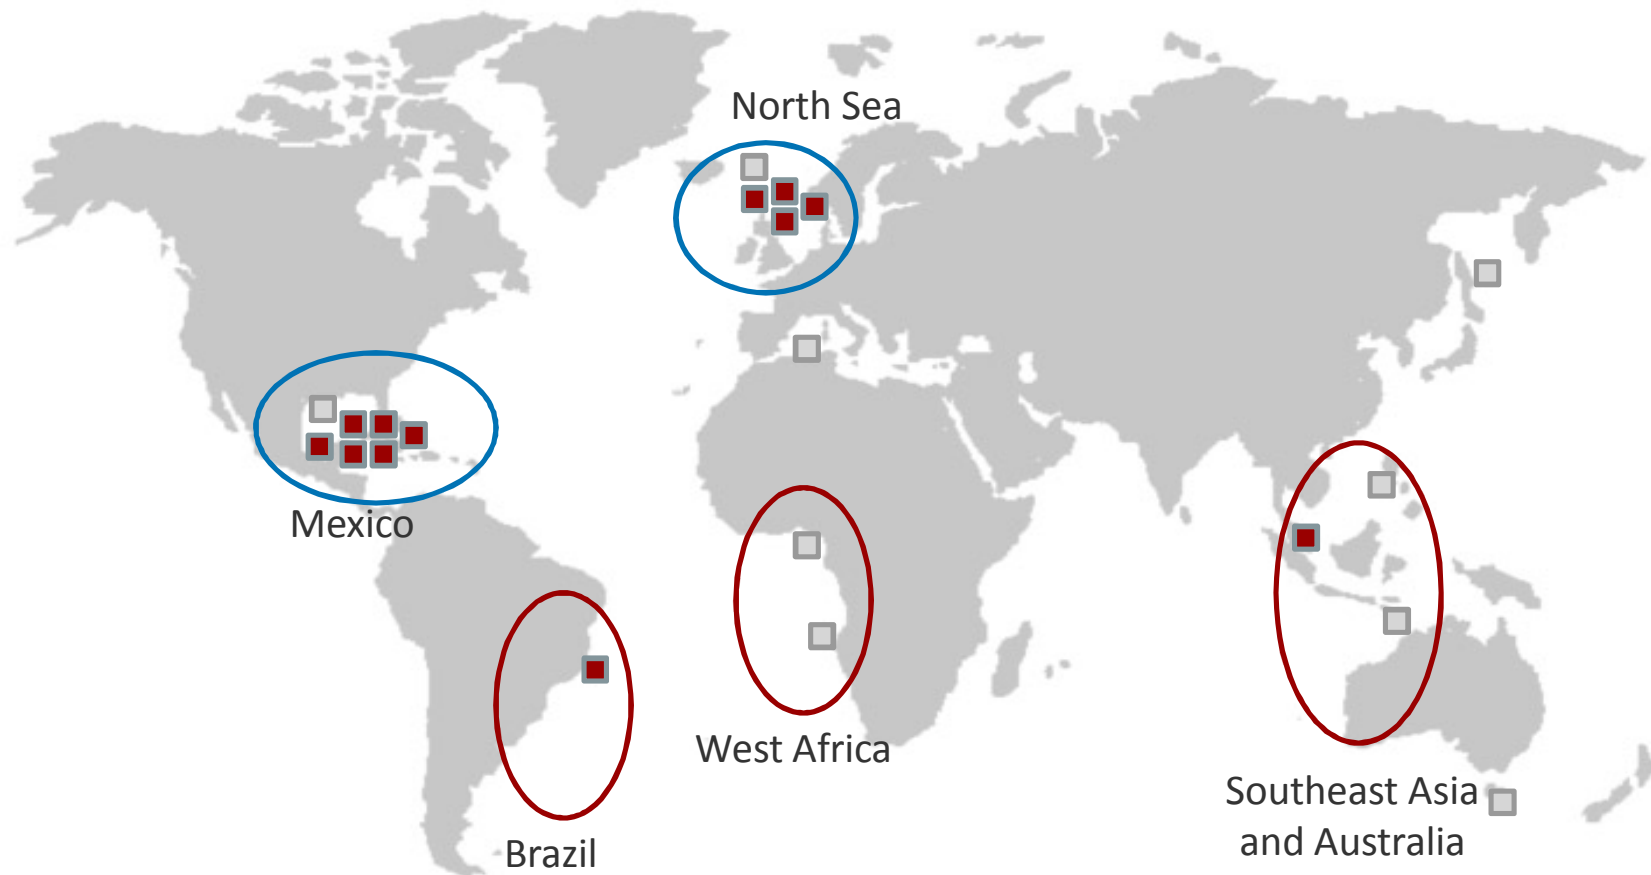 North Sea
Mexico
West Africa
Southeast Asia
and Australia
Brazil